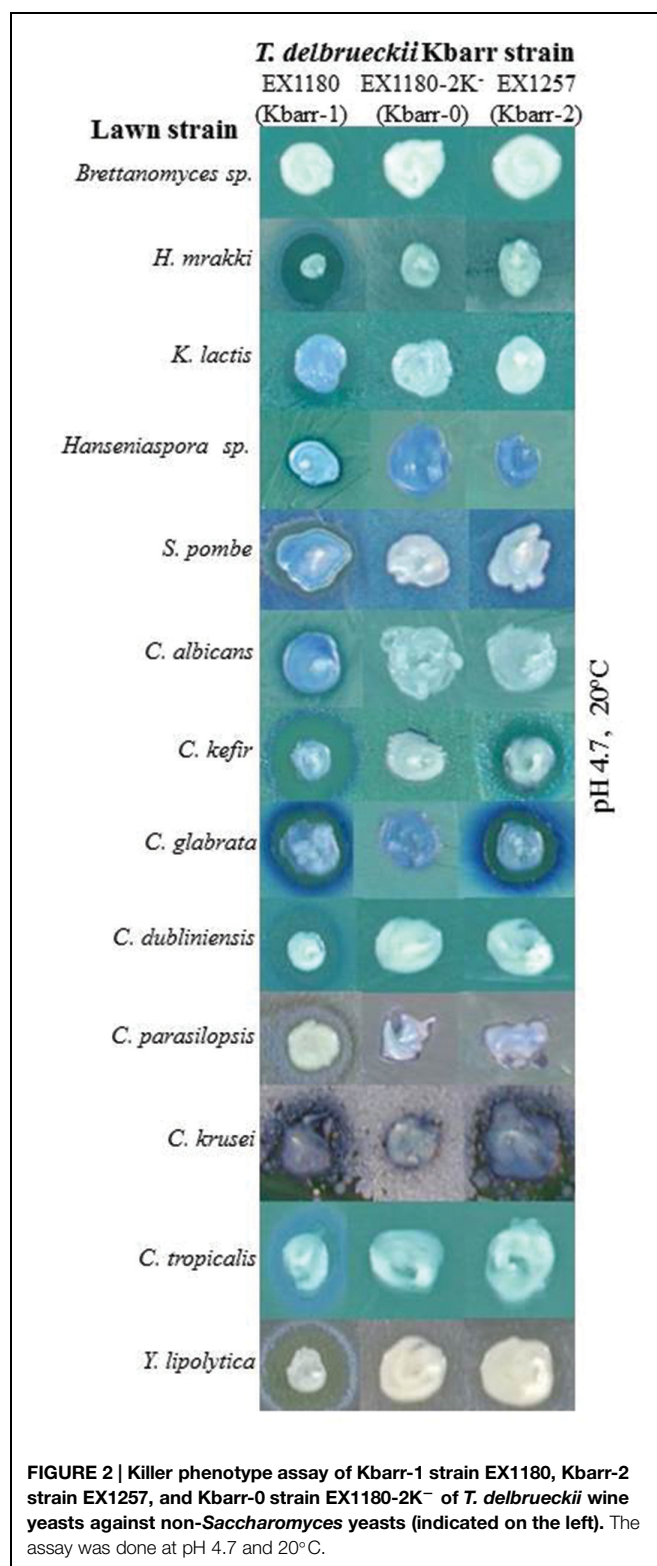 T. delbrueckii Kbarr strain
EX1180 EX1180-2K- EX1257
(Kbarr-1) (Kbarr-0) (Kbarr-2)
Lawn strain
Brettanomyces sp.
H. mrakki
K. lactis
Hanseniaspora sp.
S. pombe
C. albicans
C. kefir
C. glabrata
C. dubliniensis
C. parasilopsis
C. krusei
C. tropicalis
Y. lipolytica
pH 4.7, 20ºC
FIGURE 2 | Killer phenotype assay of Kbarr-1 strain EX1180, Kbarr-2
strain EX1257, and Kbarr-0 strain EX1180-2K⁻ of T. delbrueckii wine
yeasts against non-Saccharomyces yeasts (indicated on the left). The
assay was done at pH 4.7 and 20°C.